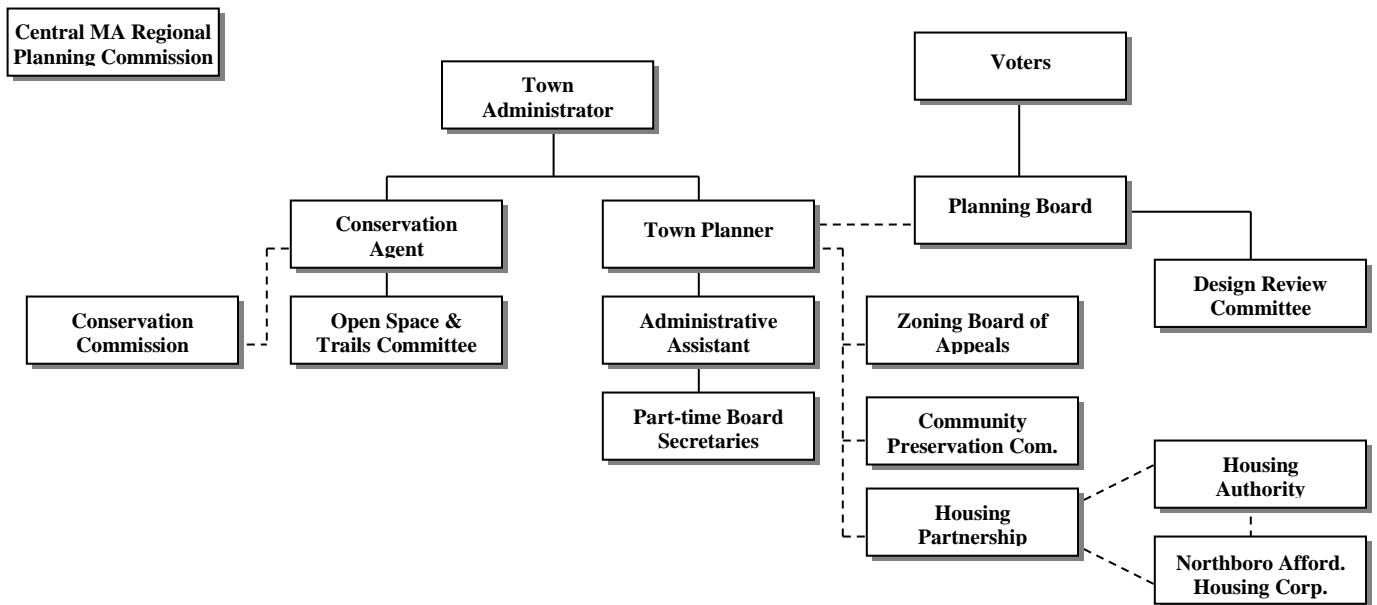 Central MA Regional
Planning Commission
Voters
Town
Administrator
Conservation
Agent
Town Planner
Planning Board
Conservation
Commission
Open Space &
Trails Committee
Administrative
Assistant
Zoning Board of
Appeals
Design Review
Committee
Part-time Board
Secretaries
Community
Preservation Com.
Housing
Authority
Housing
Partnership
Northboro Afford.
Housing Corp.